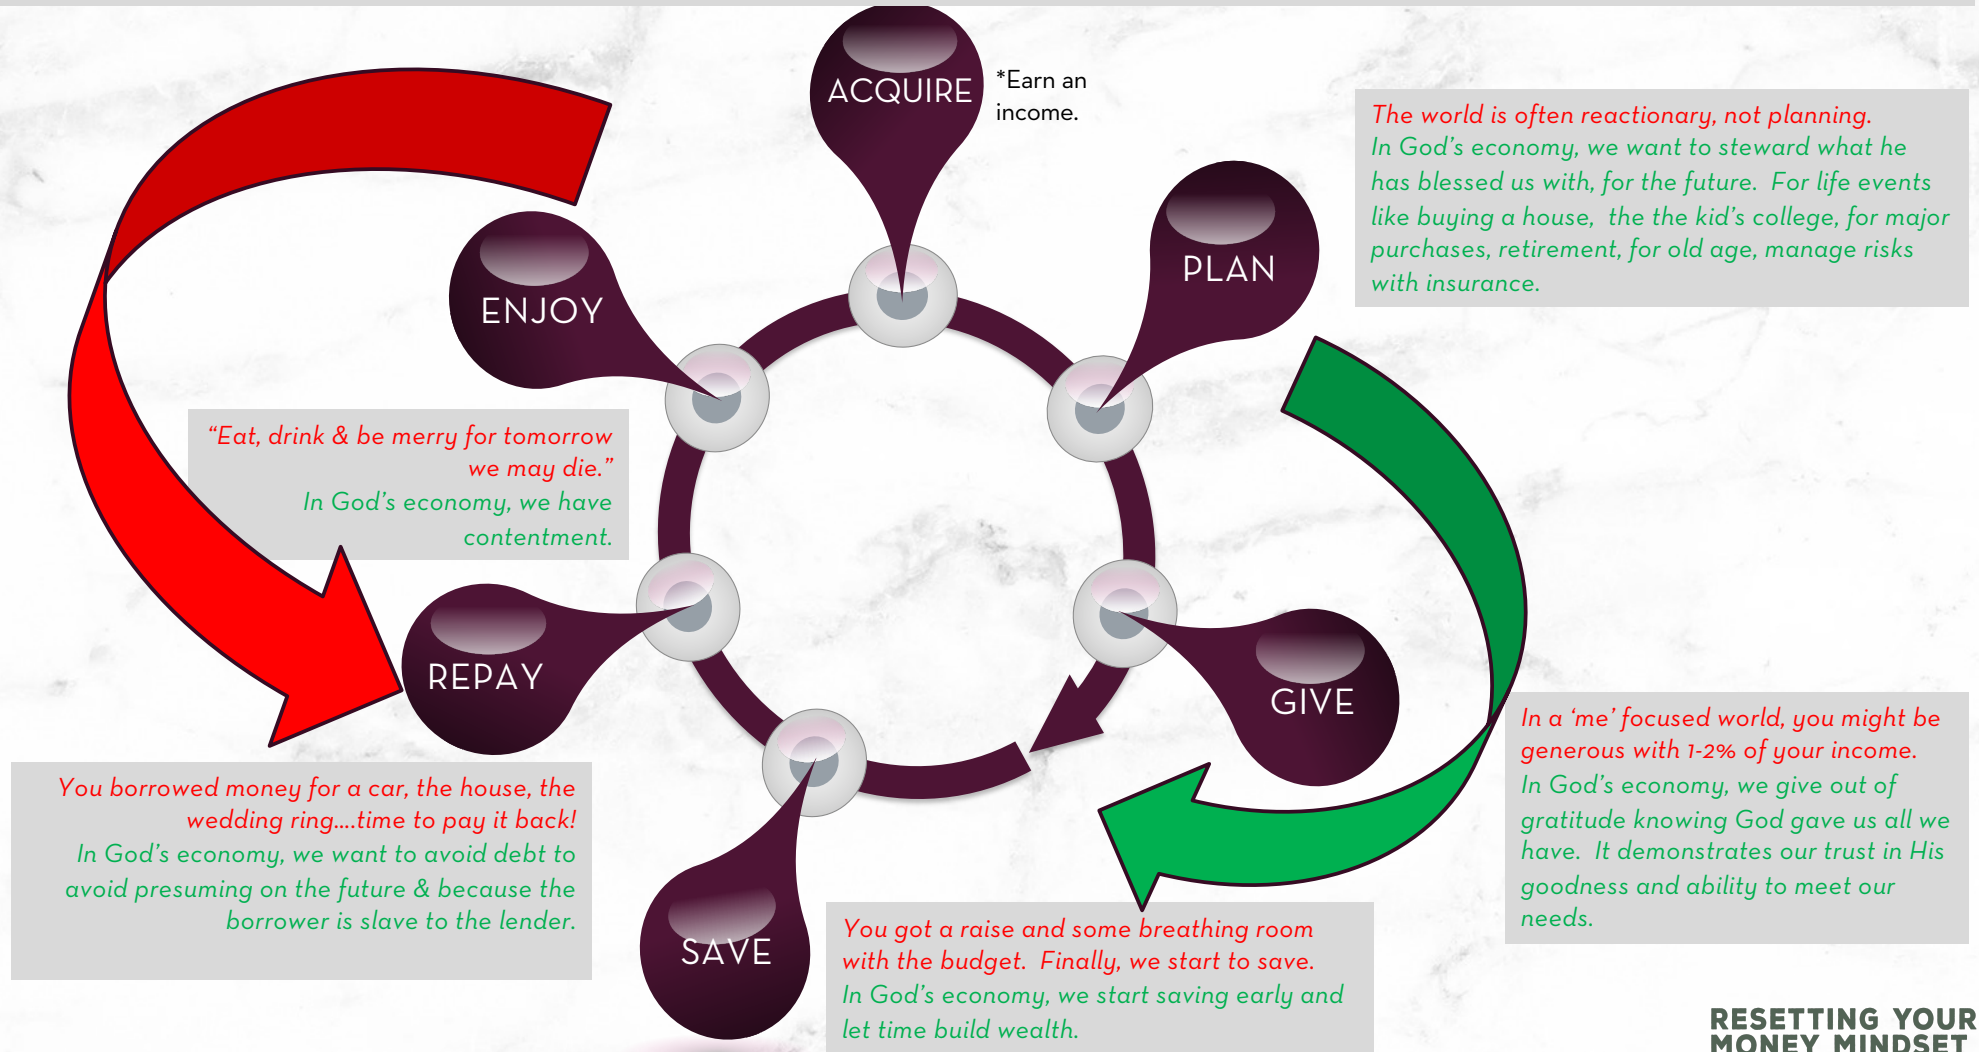 ACQUIRE
*Earn an
income.
PLAN
The world is often reactionary, not planning.
In God's economy, we want to steward what he
has blessed us with, for the future.  For life events
like buying a house,  the the kid's college, for major
purchases, retirement, for old age, manage risks
with insurance.
ENJOY
“Eat, drink & be merry for tomorrow
we may die.”
In God's economy, we have
contentment.
REPAY
You borrowed money for a car, the house, the
wedding ring....time to pay it back!
In God's economy, we want to avoid debt to
avoid presuming on the future & because the
borrower is slave to the lender.
GIVE
In a ‘me’ focused world, you might be
generous with 1-2% of your income.
In God's economy, we give out of
gratitude knowing God gave us all we
have.  It demonstrates our trust in His
goodness and ability to meet our
needs.
SAVE
You got a raise and some breathing room
with the budget.  Finally, we start to save.
In God's economy, we start saving early and
let time build wealth.
RESETTING YOUR
MONEY MINDSET